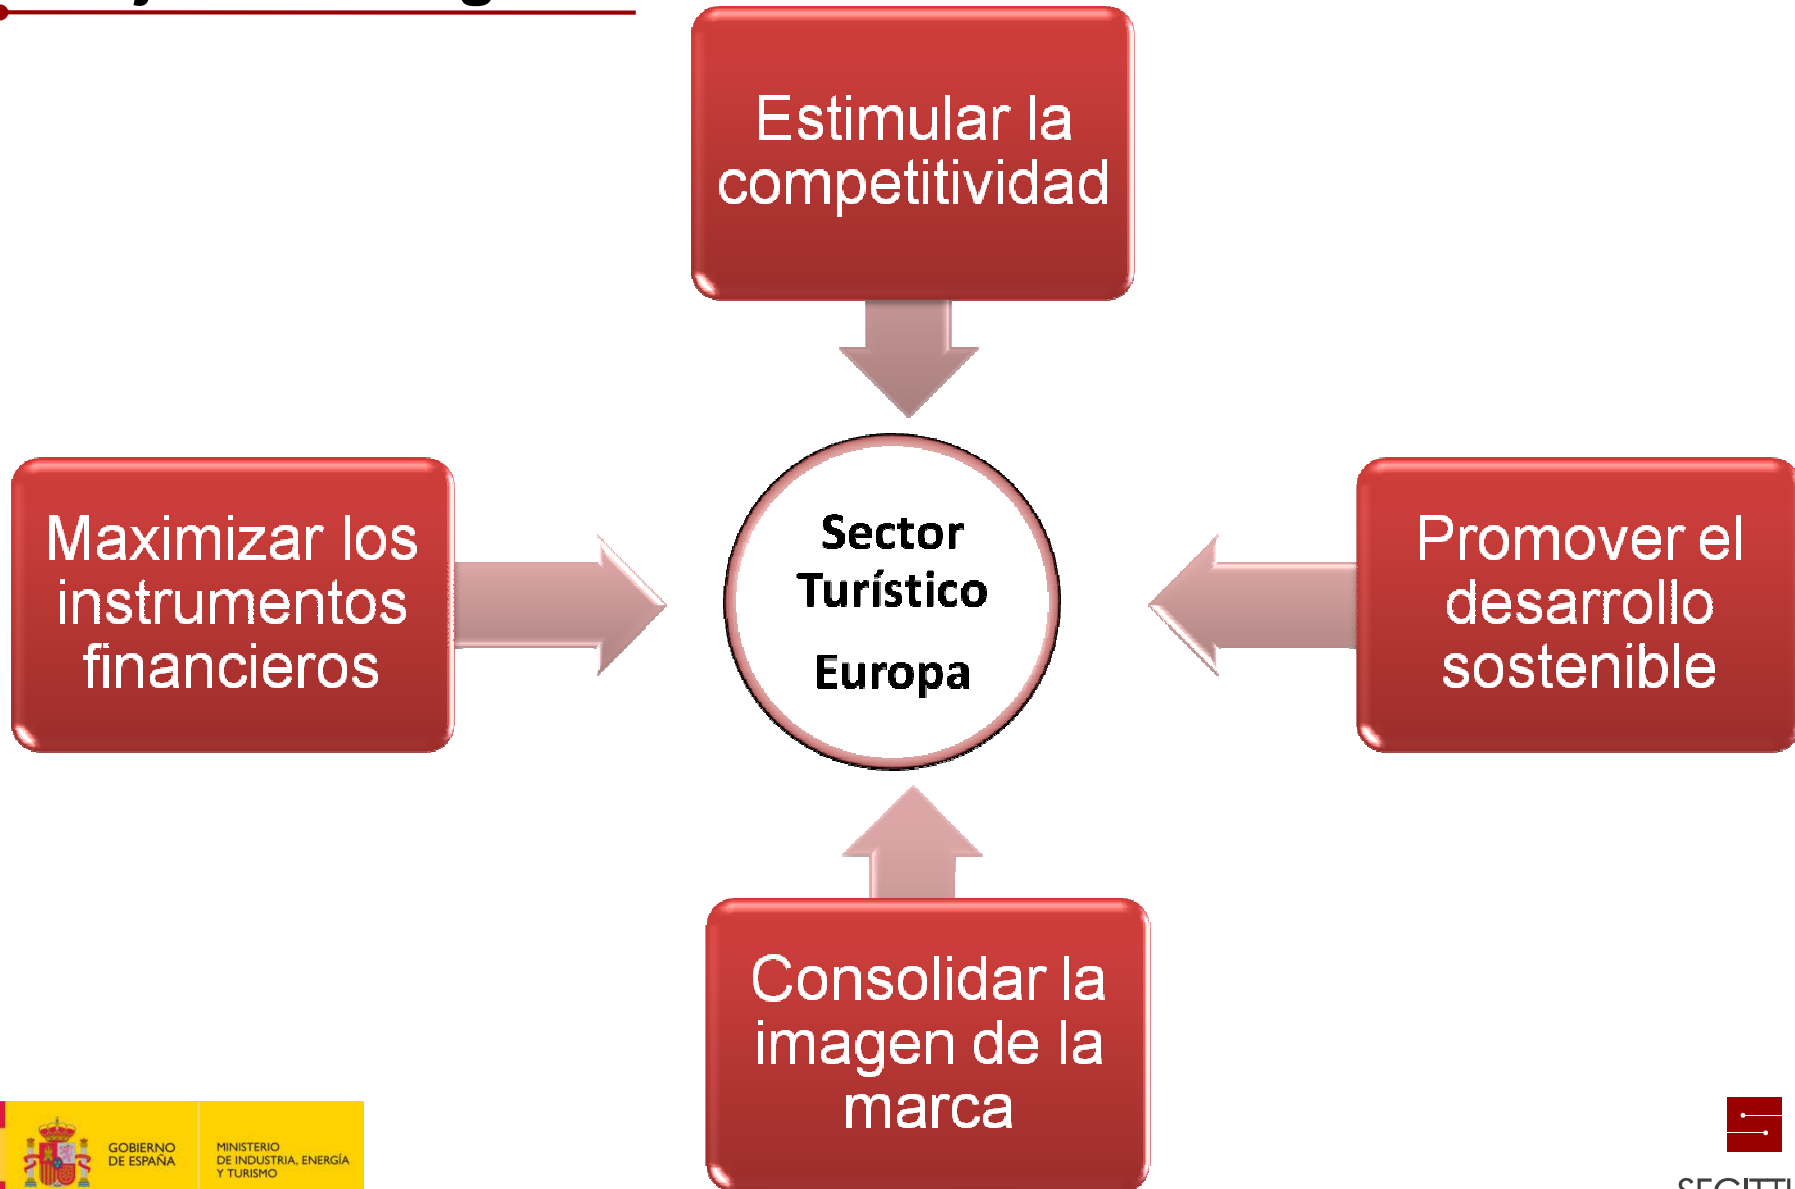 Estimular la
competitividad
Maximizar los
instrumentos
financieros
Sector
Turístico
Europa
Promover el
desarrollo
sostenible
Consolidar la
imagen de la
marca
GOBIERNO
DE ESPAÑA
MINISTERIO
DE INDUSTRIA, ENERGÍA
Y TURISMO